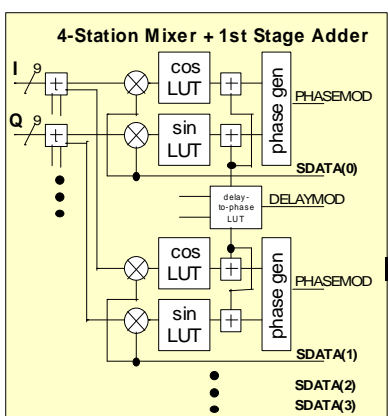 4-Station Mixer + 1st Stage Adder
I 9
cos LUT
+
+
phase gen
PHASEMOD
Q 9
+
sin LUT
+
SDATA(0)
delay-
to-phase
LUT
DELAYMOD
cos LUT
+
phase gen
PHASEMOD
sin LUT
+
SDATA(1)
SDATA(2)
SDATA(3)